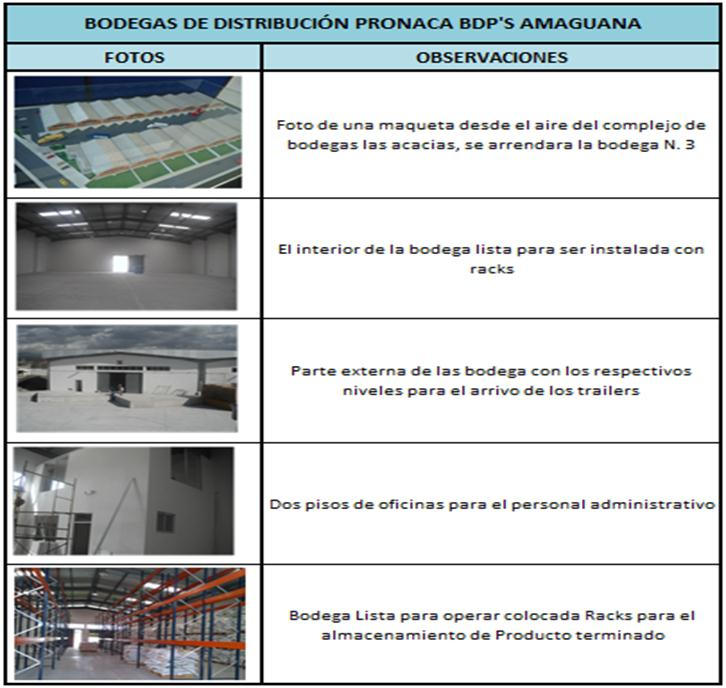 BODEGAS DE DISTRIBUCIÓN PRONACA BDP'S AMAGUANA
FOTOS
OBSERVACIONES
Foto de una maqueta desde el aire del complejo de
bodegas las acacias, se arrendara la bodega N. 3
El interior de la bodega lista para ser instalada con
racks
Parte externa de las bodega con los respectivos
niveles para el arrivo de los trailers
Dos pisos de oficinas para el personal administrativo
Bodega Lista para operar colocada Racks para el
almacenamiento de Producto terminado